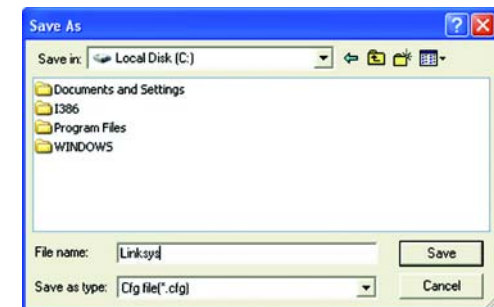 Save As
Save in: Local Disk (C:)
Documents and Settings
I386
Program Files
WINDOWS
File name: Linksys Save
Save as type: Cfg file(*.cfg) Cancel